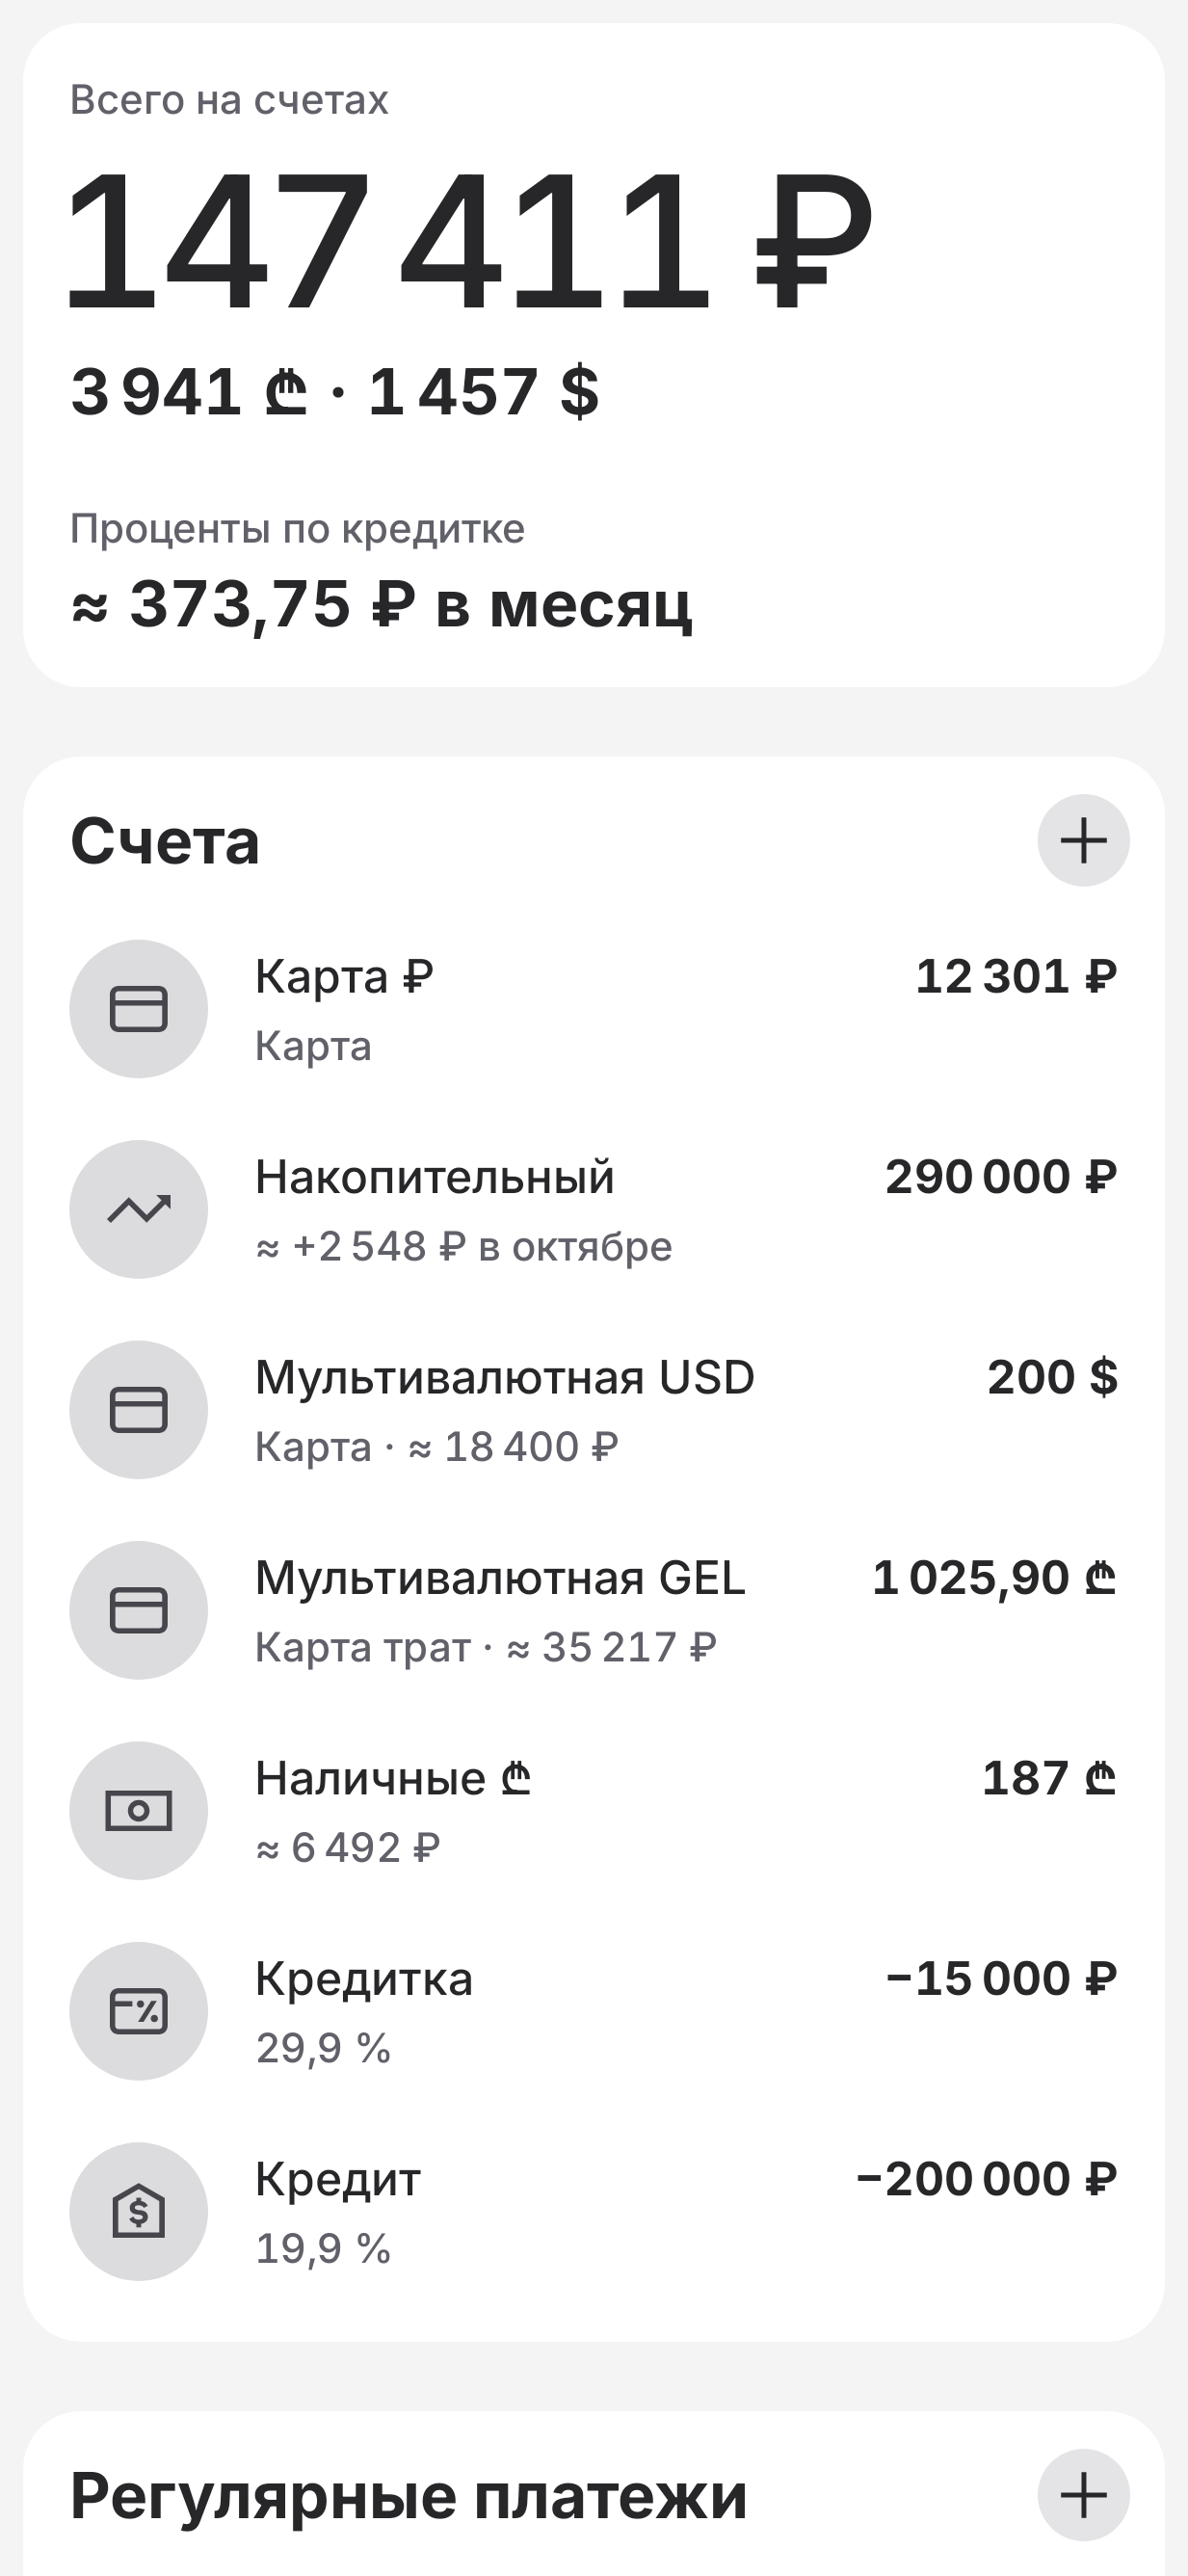 Всего на счетах
147 411 ₽
3 941 ₾ · 1 457 $
Проценты по кредитке
≈ 373,75 ₽ в месяц
Счета
Карта ₽
12 301 ₽
Карта
Накопительный
290 000 ₽
≈ +2 548 ₽ в октябре
Мультивалютная USD
200 $
Карта · ≈ 18 400 ₽
Мультивалютная GEL
1 025,90 ₾
Карта трат · ≈ 35 217 ₽
Наличные ₾
187 ₾
≈ 6 492 ₽
Кредитка
−15 000 ₽
29,9 %
Кредит
−200 000 ₽
19,9 %
Регулярные платежи